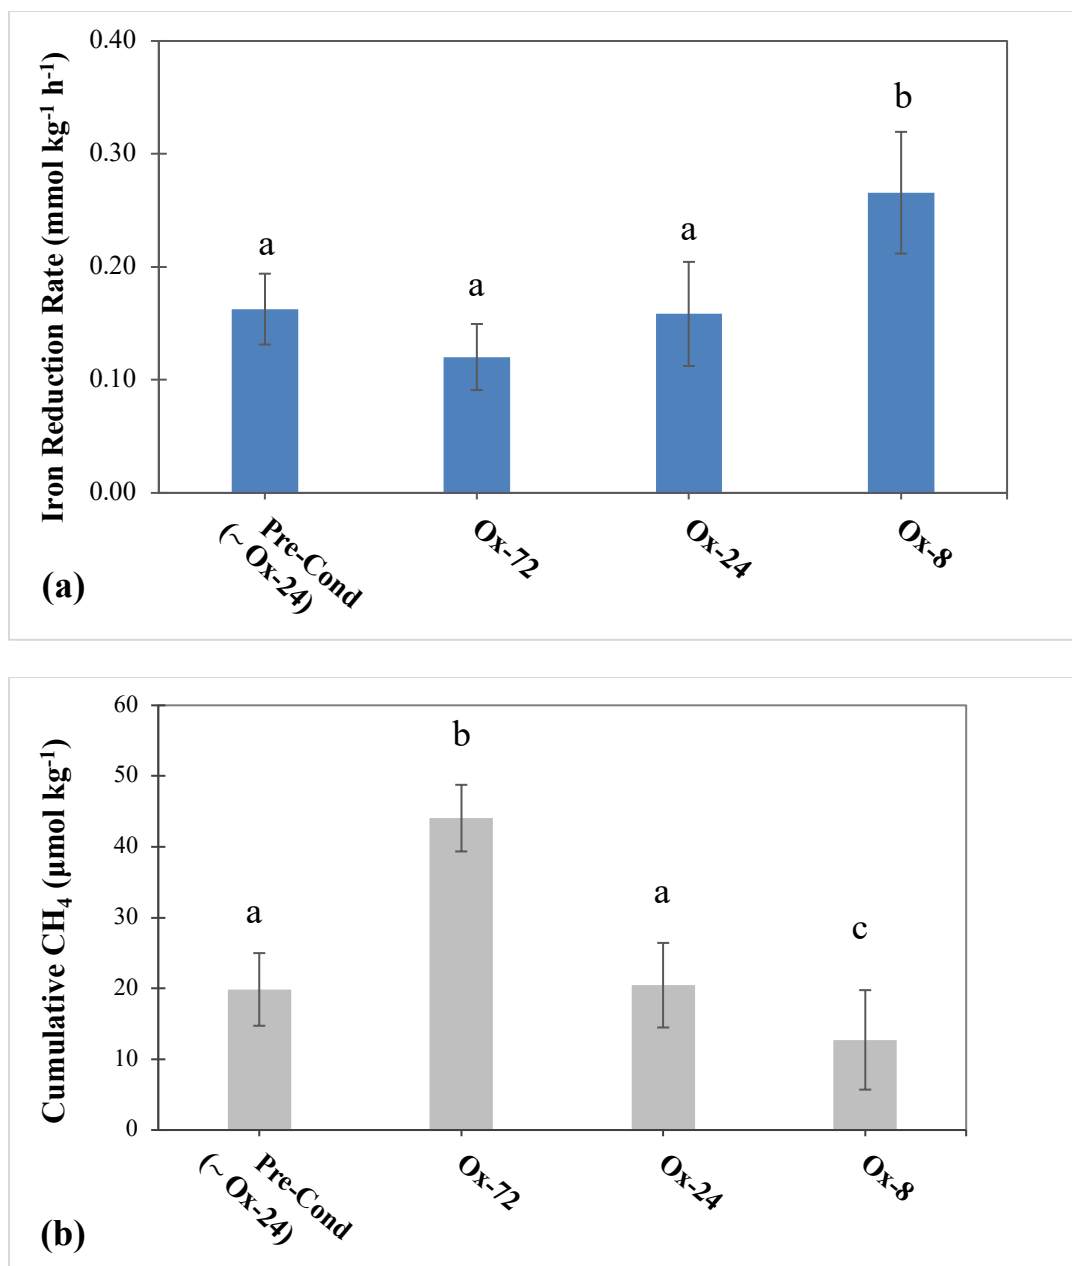 Iron Reduction Rate (mmol kg⁻¹ h⁻¹)
0.40
0.30
0.20
0.10
0.00
a
a
a
b
Pre-Cond
(~ Ox-24)
Ox-72
Ox-24
Ox-8
(a)
Cumulative CH₄ (µmol kg⁻¹)
60
50
40
30
20
10
0
a
b
a
c
Pre-Cond
(~ Ox-24)
Ox-72
Ox-24
Ox-8
(b)